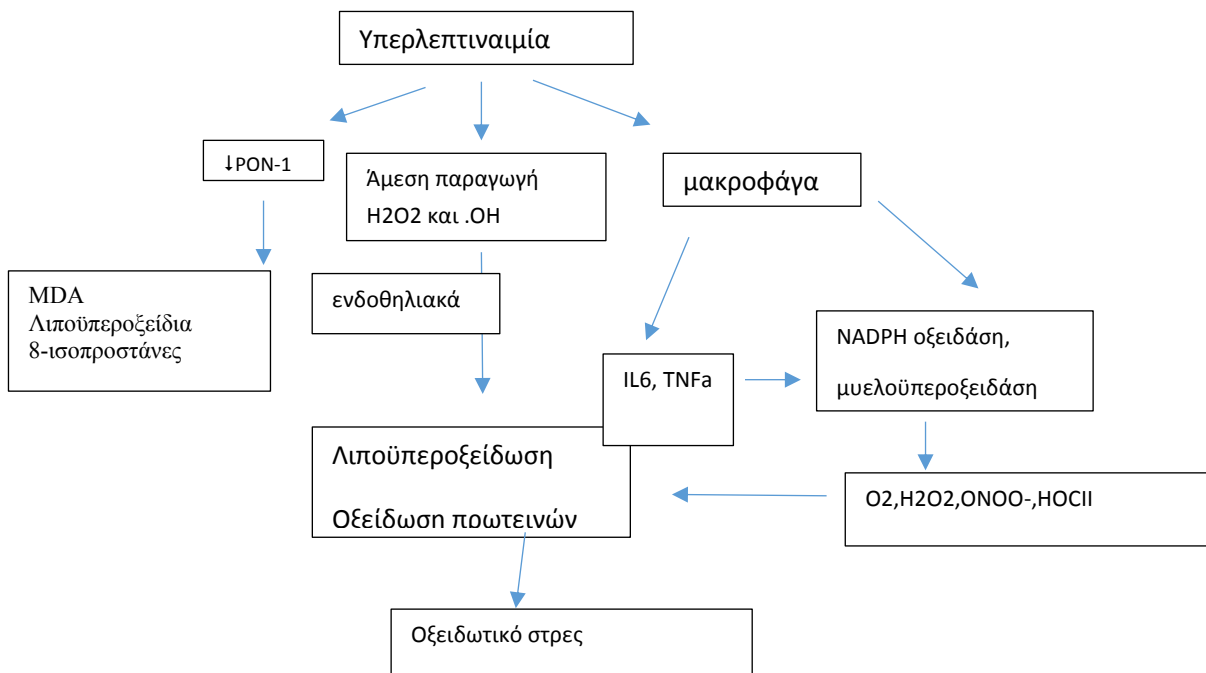 Υπερλεπτιναιμία
↓PON-1
Άμεση παραγωγή
H2O2 και .OH
μακροφάγα
MDA
Λιποϋπεροξείδια
8-ισοπροστάνες
ενδοθηλιακά
IL6, TNFa
NADPH οξειδάση,
μυελοϋπεροξειδάση
Λιποϋπεροξείδωση
Οξείδωση πρωτεινών
O2,H2O2,ONOO-,HOCII
Οξειδωτικό στρες